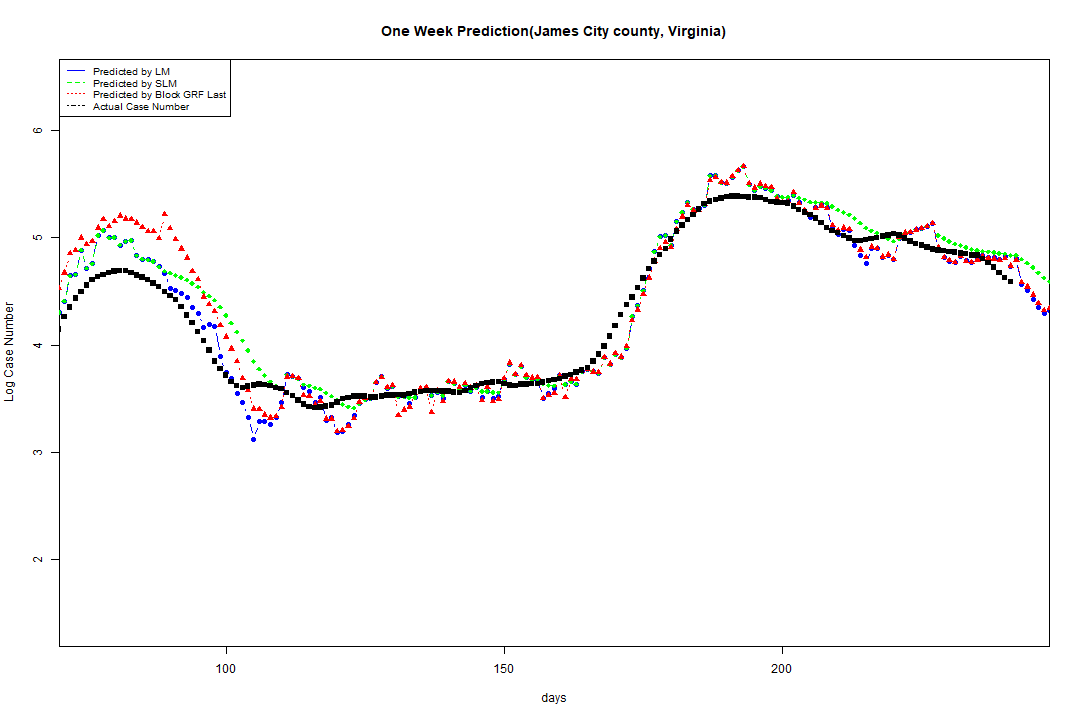 One Week Prediction(James City county, Virginia)
Predicted by LM
Predicted by SLM
Predicted by Block GRF Last
Actual Case Number
6
5
4
3
2
Log Case Number
100
150
200
days